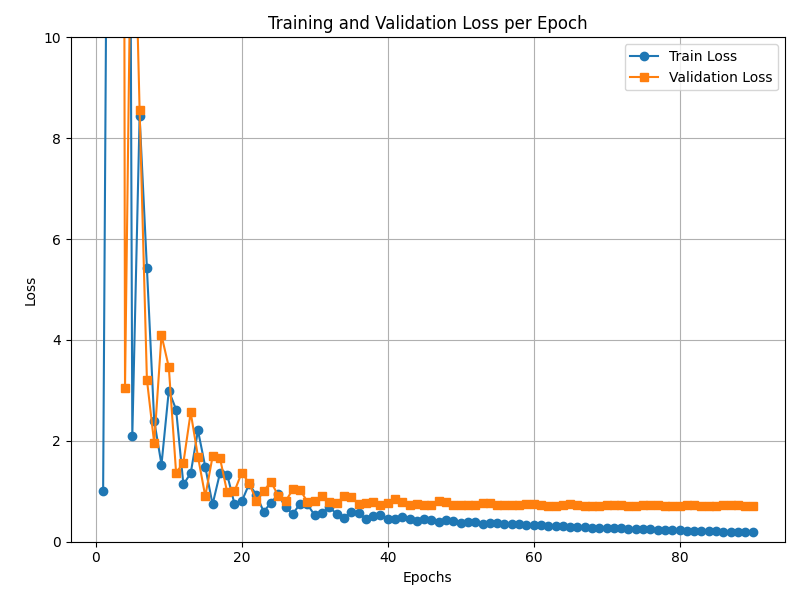 Training and Validation Loss per Epoch
Train Loss
Validation Loss
Loss
10
8
6
4
2
0
0 20 40 60 80
Epochs